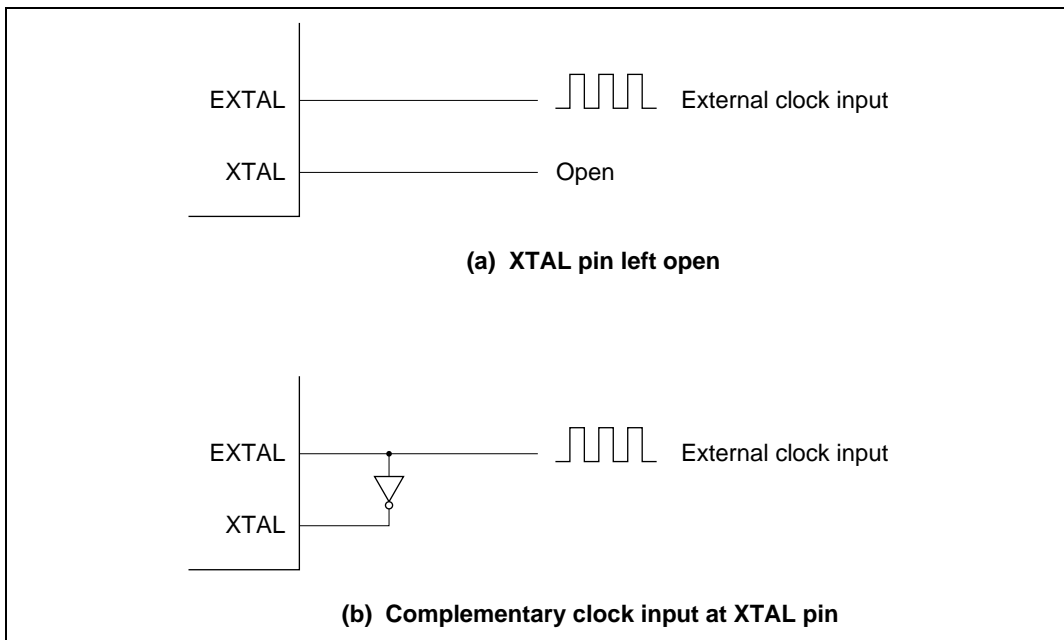 EXTAL
External clock input
XTAL
Open
(a) XTAL pin left open
EXTAL
External clock input
XTAL
(b) Complementary clock input at XTAL pin